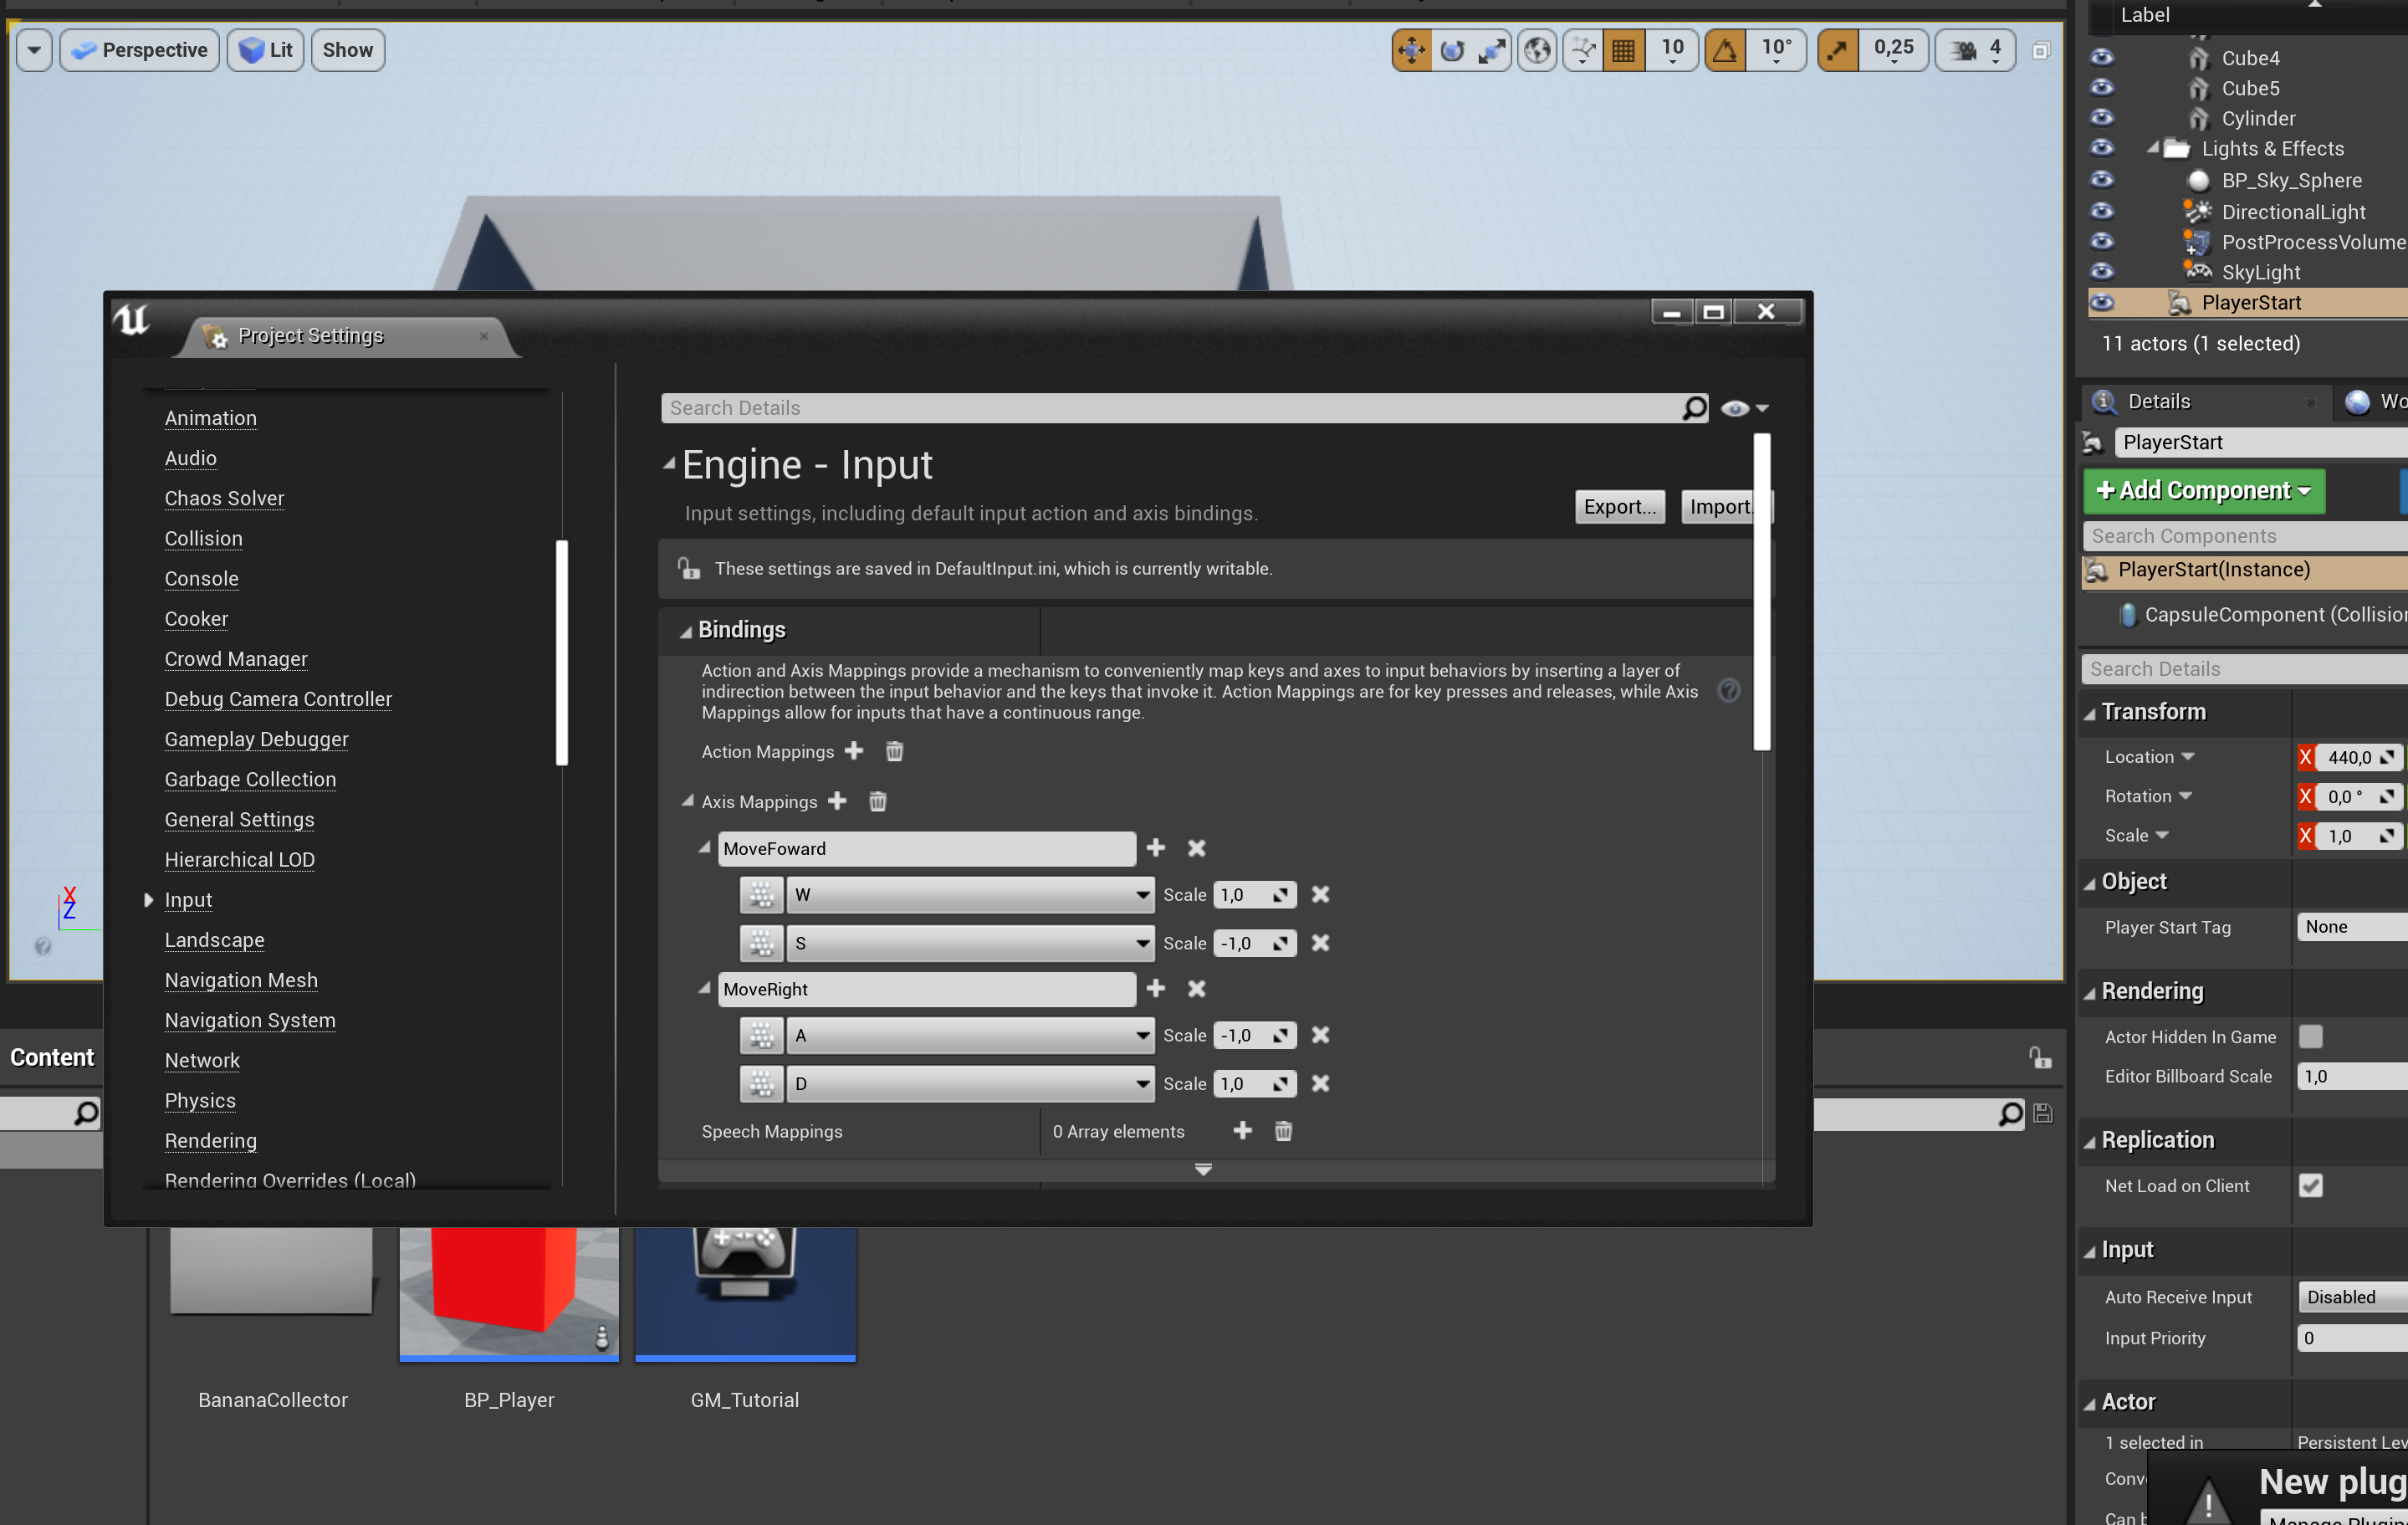 Perspective
Lit
Show
10
10°
0,25
4
Label
Cube4
Cube5
Cylinder
Lights & Effects
BP_Sky_Sphere
DirectionalLight
PostProcessVolume
SkyLight
PlayerStart
11 actors (1 selected)
Project Settings
Animation
Audio
Chaos Solver
Collision
Console
Cooker
Crowd Manager
Debug Camera Controller
Gameplay Debugger
Garbage Collection
General Settings
Hierarchical LOD
Input
Landscape
Navigation Mesh
Navigation System
Network
Physics
Rendering
Rendering Overrides (Local)
Search Details
Engine - Input
Input settings, including default input action and axis bindings.
Export...
Import.
These settings are saved in DefaultInput.ini, which is currently writable.
Bindings
Action and Axis Mappings provide a mechanism to conveniently map keys and axes to input behaviors by inserting a layer of
indirection between the input behavior and the keys that invoke it. Action Mappings are for key presses and releases, while Axis
Mappings allow for inputs that have a continuous range.
Action Mappings
Axis Mappings
MoveFoward
W Scale 1,0
S Scale -1,0
MoveRight
A Scale -1,0
D Scale 1,0
Speech Mappings 0 Array elements
X
Z
Content
BananaCollector
BP_Player
GM_Tutorial
Details
Wo
PlayerStart
Add Component
Search Components
PlayerStart(Instance)
CapsuleComponent (Collision
Search Details
Transform
Location X 440,0
Rotation X 0,0 °
Scale X 1,0
Object
Player Start Tag None
Rendering
Actor Hidden In Game
Editor Billboard Scale 1,0
Replication
Net Load on Client
Input
Auto Receive Input Disabled
Input Priority 0
Actor
1 selected in Persistent Lev
Conv
Can b
New plug
Manage Plugin